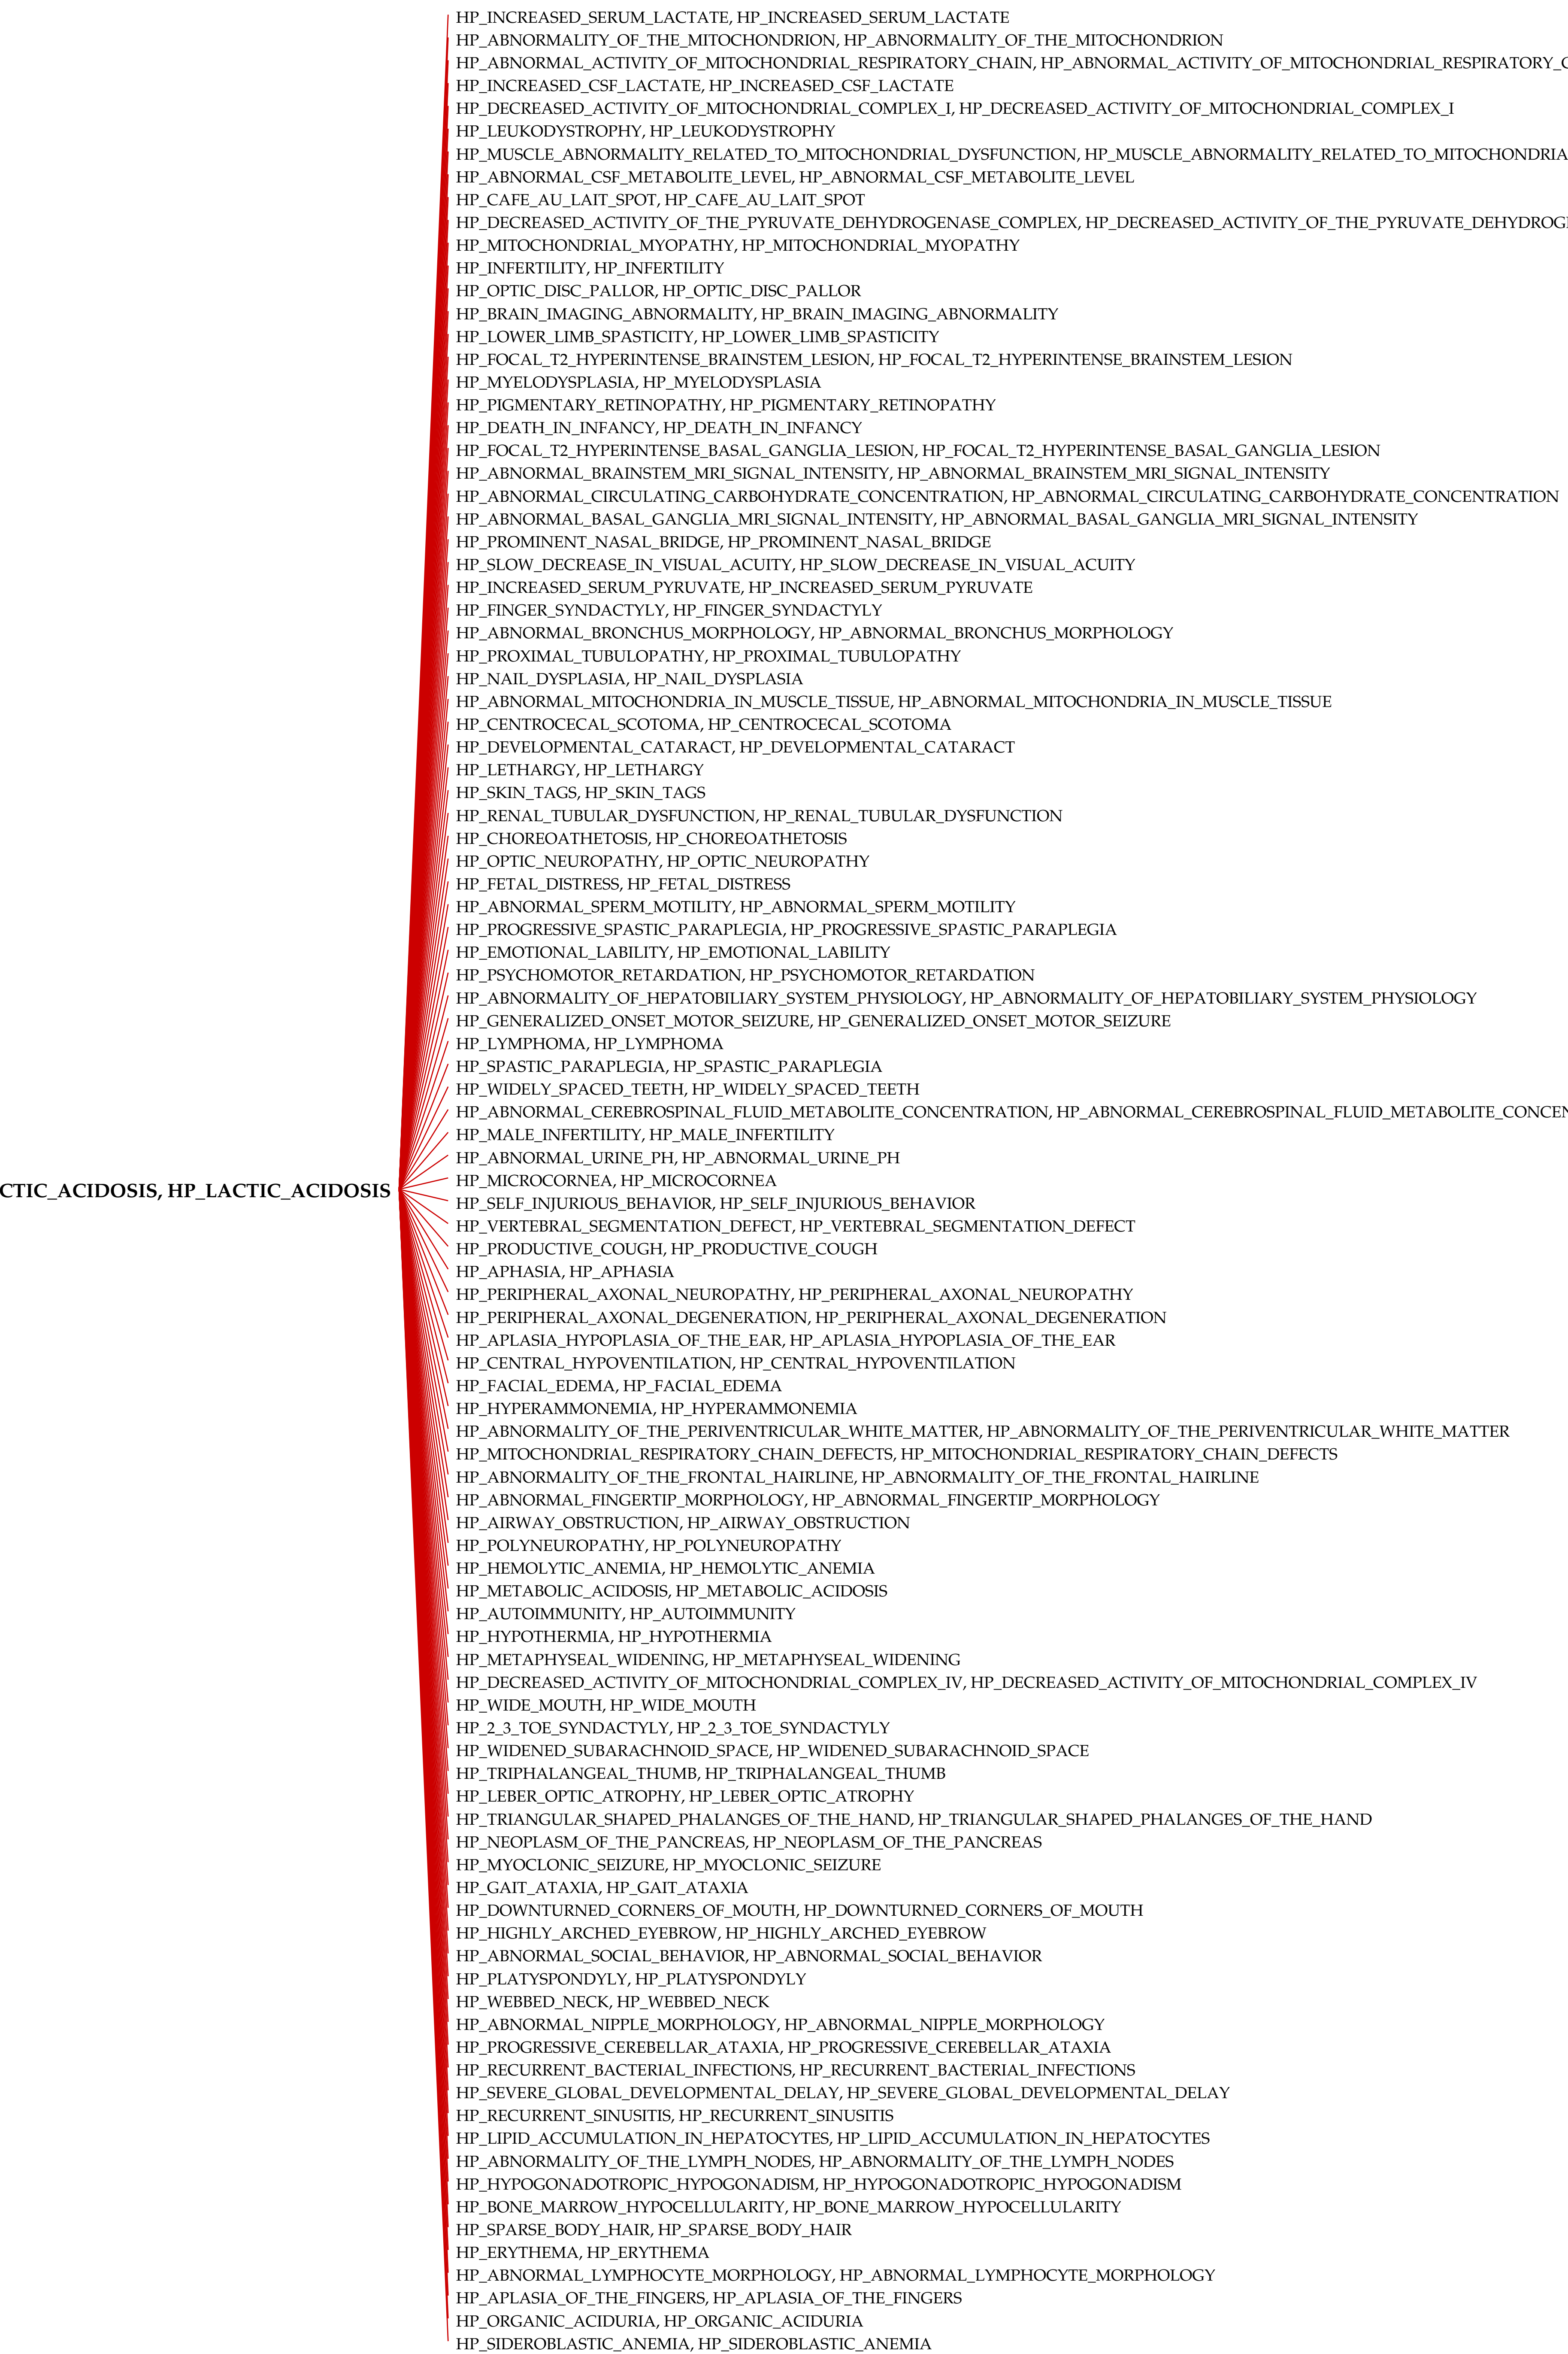 HP_INCREASED_SERUM_LACTATE, HP_INCREASED_SERUM_LACTATE
HP_ABNORMALITY_OF_THE_MITOCHONDRION, HP_ABNORMALITY_OF_THE_MITOCHONDRION
HP_ABNORMAL_ACTIVITY_OF_MITOCHONDRIAL_RESPIRATORY_CHAIN, HP_ABNORMAL_ACTIVITY_OF_MITOCHONDRIAL_RESPIRATORY_
HP_INCREASED_CSF_LACTATE, HP_INCREASED_CSF_LACTATE
HP_DECREASED_ACTIVITY_OF_MITOCHONDRIAL_COMPLEX_I, HP_DECREASED_ACTIVITY_OF_MITOCHONDRIAL_COMPLEX_I
HP_LEUKODYSTROPHY, HP_LEUKODYSTROPHY
HP_MUSCLE_ABNORMALITY_RELATED_TO_MITOCHONDRIAL_DYSFUNCTION, HP_MUSCLE_ABNORMALITY_RELATED_TO_MITOCHONDRIA
HP_ABNORMAL_CSF_METABOLITE_LEVEL, HP_ABNORMAL_CSF_METABOLITE_LEVEL
HP_CAFE_AU_LAIT_SPOT, HP_CAFE_AU_LAIT_SPOT
HP_DECREASED_ACTIVITY_OF_THE_PYRUVATE_DEHYDROGENASE_COMPLEX, HP_DECREASED_ACTIVITY_OF_THE_PYRUVATE_DEHYDROG
HP_MITOCHONDRIAL_MYOPATHY, HP_MITOCHONDRIAL_MYOPATHY
HP_INFERTILITY, HP_INFERTILITY
HP_OPTIC_DISC_PALLOR, HP_OPTIC_DISC_PALLOR
HP_BRAIN_IMAGING_ABNORMALITY, HP_BRAIN_IMAGING_ABNORMALITY
HP_LOWER_LIMB_SPASTICITY, HP_LOWER_LIMB_SPASTICITY
HP_FOCAL_T2_HYPERINTENSE_BRAINSTEM_LESION, HP_FOCAL_T2_HYPERINTENSE_BRAINSTEM_LESION
HP_MYELODYSPLASIA, HP_MYELODYSPLASIA
HP_PIGMENTARY_RETINOPATHY, HP_PIGMENTARY_RETINOPATHY
HP_DEATH_IN_INFANCY, HP_DEATH_IN_INFANCY
HP_FOCAL_T2_HYPERINTENSE_BASAL_GANGLIA_LESION, HP_FOCAL_T2_HYPERINTENSE_BASAL_GANGLIA_LESION
HP_ABNORMAL_BRAINSTEM_MRI_SIGNAL_INTENSITY, HP_ABNORMAL_BRAINSTEM_MRI_SIGNAL_INTENSITY
HP_ABNORMAL_CIRCULATING_CARBOHYDRATE_CONCENTRATION, HP_ABNORMAL_CIRCULATING_CARBOHYDRATE_CONCENTRATION
HP_ABNORMAL_BASAL_GANGLIA_MRI_SIGNAL_INTENSITY, HP_ABNORMAL_BASAL_GANGLIA_MRI_SIGNAL_INTENSITY
HP_PROMINENT_NASAL_BRIDGE, HP_PROMINENT_NASAL_BRIDGE
HP_SLOW_DECREASE_IN_VISUAL_ACUITY, HP_SLOW_DECREASE_IN_VISUAL_ACUITY
HP_INCREASED_SERUM_PYRUVATE, HP_INCREASED_SERUM_PYRUVATE
HP_FINGER_SYNDACTYLY, HP_FINGER_SYNDACTYLY
HP_ABNORMAL_BRONCHUS_MORPHOLOGY, HP_ABNORMAL_BRONCHUS_MORPHOLOGY
HP_PROXIMAL_TUBULOPATHY, HP_PROXIMAL_TUBULOPATHY
HP_NAIL_DYSPLASIA, HP_NAIL_DYSPLASIA
HP_ABNORMAL_MITOCHONDRIA_IN_MUSCLE_TISSUE, HP_ABNORMAL_MITOCHONDRIA_IN_MUSCLE_TISSUE
HP_CENTROCECAL_SCOTOMA, HP_CENTROCECAL_SCOTOMA
HP_DEVELOPMENTAL_CATARACT, HP_DEVELOPMENTAL_CATARACT
HP_LETHARGY, HP_LETHARGY
HP_SKIN_TAGS, HP_SKIN_TAGS
HP_RENAL_TUBULAR_DYSFUNCTION, HP_RENAL_TUBULAR_DYSFUNCTION
HP_CHOREOATHETOSIS, HP_CHOREOATHETOSIS
HP_OPTIC_NEUROPATHY, HP_OPTIC_NEUROPATHY
HP_FETAL_DISTRESS, HP_FETAL_DISTRESS
HP_ABNORMAL_SPERM_MOTILITY, HP_ABNORMAL_SPERM_MOTILITY
HP_PROGRESSIVE_SPASTIC_PARAPLEGIA, HP_PROGRESSIVE_SPASTIC_PARAPLEGIA
HP_EMOTIONAL_LABILITY, HP_EMOTIONAL_LABILITY
HP_PSYCHOMOTOR_RETARDATION, HP_PSYCHOMOTOR_RETARDATION
HP_ABNORMALITY_OF_HEPATOBILIARY_SYSTEM_PHYSIOLOGY, HP_ABNORMALITY_OF_HEPATOBILIARY_SYSTEM_PHYSIOLOGY
HP_GENERALIZED_ONSET_MOTOR_SEIZURE, HP_GENERALIZED_ONSET_MOTOR_SEIZURE
HP_LYMPHOMA, HP_LYMPHOMA
HP_SPASTIC_PARAPLEGIA, HP_SPASTIC_PARAPLEGIA
HP_WIDELY_SPACED_TEETH, HP_WIDELY_SPACED_TEETH
HP_ABNORMAL_CEREBROSPINAL_FLUID_METABOLITE_CONCENTRATION, HP_ABNORMAL_CEREBROSPINAL_FLUID_METABOLITE_CONCEN
HP_MALE_INFERTILITY, HP_MALE_INFERTILITY
HP_ABNORMAL_URINE_PH, HP_ABNORMAL_URINE_PH
HP_MICROCORNEA, HP_MICROCORNEA
CTIC_ACIDOSIS, HP_LACTIC_ACIDOSIS
HP_SELF_INJURIOUS_BEHAVIOR, HP_SELF_INJURIOUS_BEHAVIOR
HP_VERTEBRAL_SEGMENTATION_DEFECT, HP_VERTEBRAL_SEGMENTATION_DEFECT
HP_PRODUCTIVE_COUGH, HP_PRODUCTIVE_COUGH
HP_APHASIA, HP_APHASIA
HP_PERIPHERAL_AXONAL_NEUROPATHY, HP_PERIPHERAL_AXONAL_NEUROPATHY
HP_PERIPHERAL_AXONAL_DEGENERATION, HP_PERIPHERAL_AXONAL_DEGENERATION
HP_APLASIA_HYPOPLASIA_OF_THE_EAR, HP_APLASIA_HYPOPLASIA_OF_THE_EAR
HP_CENTRAL_HYPOVENTILATION, HP_CENTRAL_HYPOVENTILATION
HP_FACIAL_EDEMA, HP_FACIAL_EDEMA
HP_HYPERAMMONEMIA, HP_HYPERAMMONEMIA
HP_ABNORMALITY_OF_THE_PERIVENTRICULAR_WHITE_MATTER, HP_ABNORMALITY_OF_THE_PERIVENTRICULAR_WHITE_MATTER
HP_MITOCHONDRIAL_RESPIRATORY_CHAIN_DEFECTS, HP_MITOCHONDRIAL_RESPIRATORY_CHAIN_DEFECTS
HP_ABNORMALITY_OF_THE_FRONTAL_HAIRLINE, HP_ABNORMALITY_OF_THE_FRONTAL_HAIRLINE
HP_ABNORMAL_FINGERTIP_MORPHOLOGY, HP_ABNORMAL_FINGERTIP_MORPHOLOGY
HP_AIRWAY_OBSTRUCTION, HP_AIRWAY_OBSTRUCTION
HP_POLYNEUROPATHY, HP_POLYNEUROPATHY
HP_HEMOLYTIC_ANEMIA, HP_HEMOLYTIC_ANEMIA
HP_METABOLIC_ACIDOSIS, HP_METABOLIC_ACIDOSIS
HP_AUTOIMMUNITY, HP_AUTOIMMUNITY
HP_HYPOTHERMIA, HP_HYPOTHERMIA
HP_METAPHYSEAL_WIDENING, HP_METAPHYSEAL_WIDENING
HP_DECREASED_ACTIVITY_OF_MITOCHONDRIAL_COMPLEX_IV, HP_DECREASED_ACTIVITY_OF_MITOCHONDRIAL_COMPLEX_IV
HP_WIDE_MOUTH, HP_WIDE_MOUTH
HP_2_3_TOE_SYNDACTYLY, HP_2_3_TOE_SYNDACTYLY
HP_WIDENED_SUBARACHNOID_SPACE, HP_WIDENED_SUBARACHNOID_SPACE
HP_TRIPHALANGEAL_THUMB, HP_TRIPHALANGEAL_THUMB
HP_LEBER_OPTIC_ATROPHY, HP_LEBER_OPTIC_ATROPHY
HP_TRIANGULAR_SHAPED_PHALANGES_OF_THE_HAND, HP_TRIANGULAR_SHAPED_PHALANGES_OF_THE_HAND
HP_NEOPLASM_OF_THE_PANCREAS, HP_NEOPLASM_OF_THE_PANCREAS
HP_MYOCLONIC_SEIZURE, HP_MYOCLONIC_SEIZURE
HP_GAIT_ATAXIA, HP_GAIT_ATAXIA
HP_DOWNTURNED_CORNERS_OF_MOUTH, HP_DOWNTURNED_CORNERS_OF_MOUTH
HP_HIGHLY_ARCHED_EYEBROW, HP_HIGHLY_ARCHED_EYEBROW
HP_ABNORMAL_SOCIAL_BEHAVIOR, HP_ABNORMAL_SOCIAL_BEHAVIOR
HP_PLATYSPONDYLY, HP_PLATYSPONDYLY
HP_WEBBED_NECK, HP_WEBBED_NECK
HP_ABNORMAL_NIPPLE_MORPHOLOGY, HP_ABNORMAL_NIPPLE_MORPHOLOGY
HP_PROGRESSIVE_CEREBELLAR_ATAXIA, HP_PROGRESSIVE_CEREBELLAR_ATAXIA
HP_RECURRENT_BACTERIAL_INFECTIONS, HP_RECURRENT_BACTERIAL_INFECTIONS
HP_SEVERE_GLOBAL_DEVELOPMENTAL_DELAY, HP_SEVERE_GLOBAL_DEVELOPMENTAL_DELAY
HP_RECURRENT_SINUSITIS, HP_RECURRENT_SINUSITIS
HP_LIPID_ACCUMULATION_IN_HEPATOCYTES, HP_LIPID_ACCUMULATION_IN_HEPATOCYTES
HP_ABNORMALITY_OF_THE_LYMPH_NODES, HP_ABNORMALITY_OF_THE_LYMPH_NODES
HP_HYPOGONADOTROPIC_HYPOGONADISM, HP_HYPOGONADOTROPIC_HYPOGONADISM
HP_BONE_MARROW_HYPOCELLULARITY, HP_BONE_MARROW_HYPOCELLULARITY
HP_SPARSE_BODY_HAIR, HP_SPARSE_BODY_HAIR
HP_ERYTHEMA, HP_ERYTHEMA
HP_ABNORMAL_LYMPHOCYTE_MORPHOLOGY, HP_ABNORMAL_LYMPHOCYTE_MORPHOLOGY
HP_APLASIA_OF_THE_FINGERS, HP_APLASIA_OF_THE_FINGERS
HP_ORGANIC_ACIDURIA, HP_ORGANIC_ACIDURIA
HP_SIDEROBLASTIC_ANEMIA, HP_SIDEROBLASTIC_ANEMIA